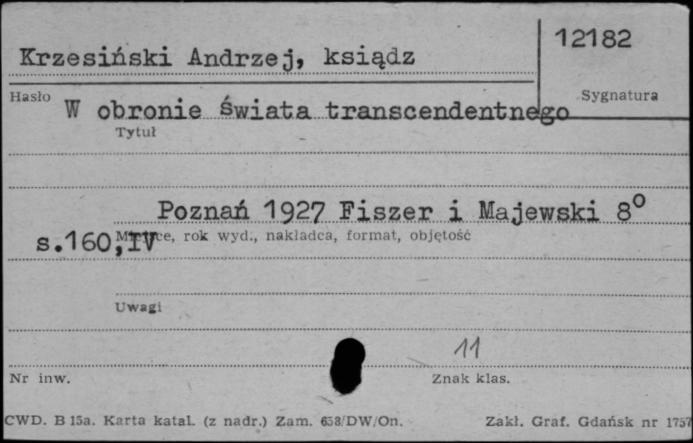 12182
Krzesiński Andrzej, ksiądz
Hasło
Sygnatura
W obronie świata transcendentnego
Tytuł
Poznań 1927 Fiszer i Majewski 8°
s.160,IV
Miejsce, rok wyd., nakładca, format, objętość
Uwagi
11
Nr inw.
Znak klas.
CWD. B 15a. Karta katal. (z nadr.) Zam. 653/DW/On.
Zakł. Graf. Gdańsk nr 1757